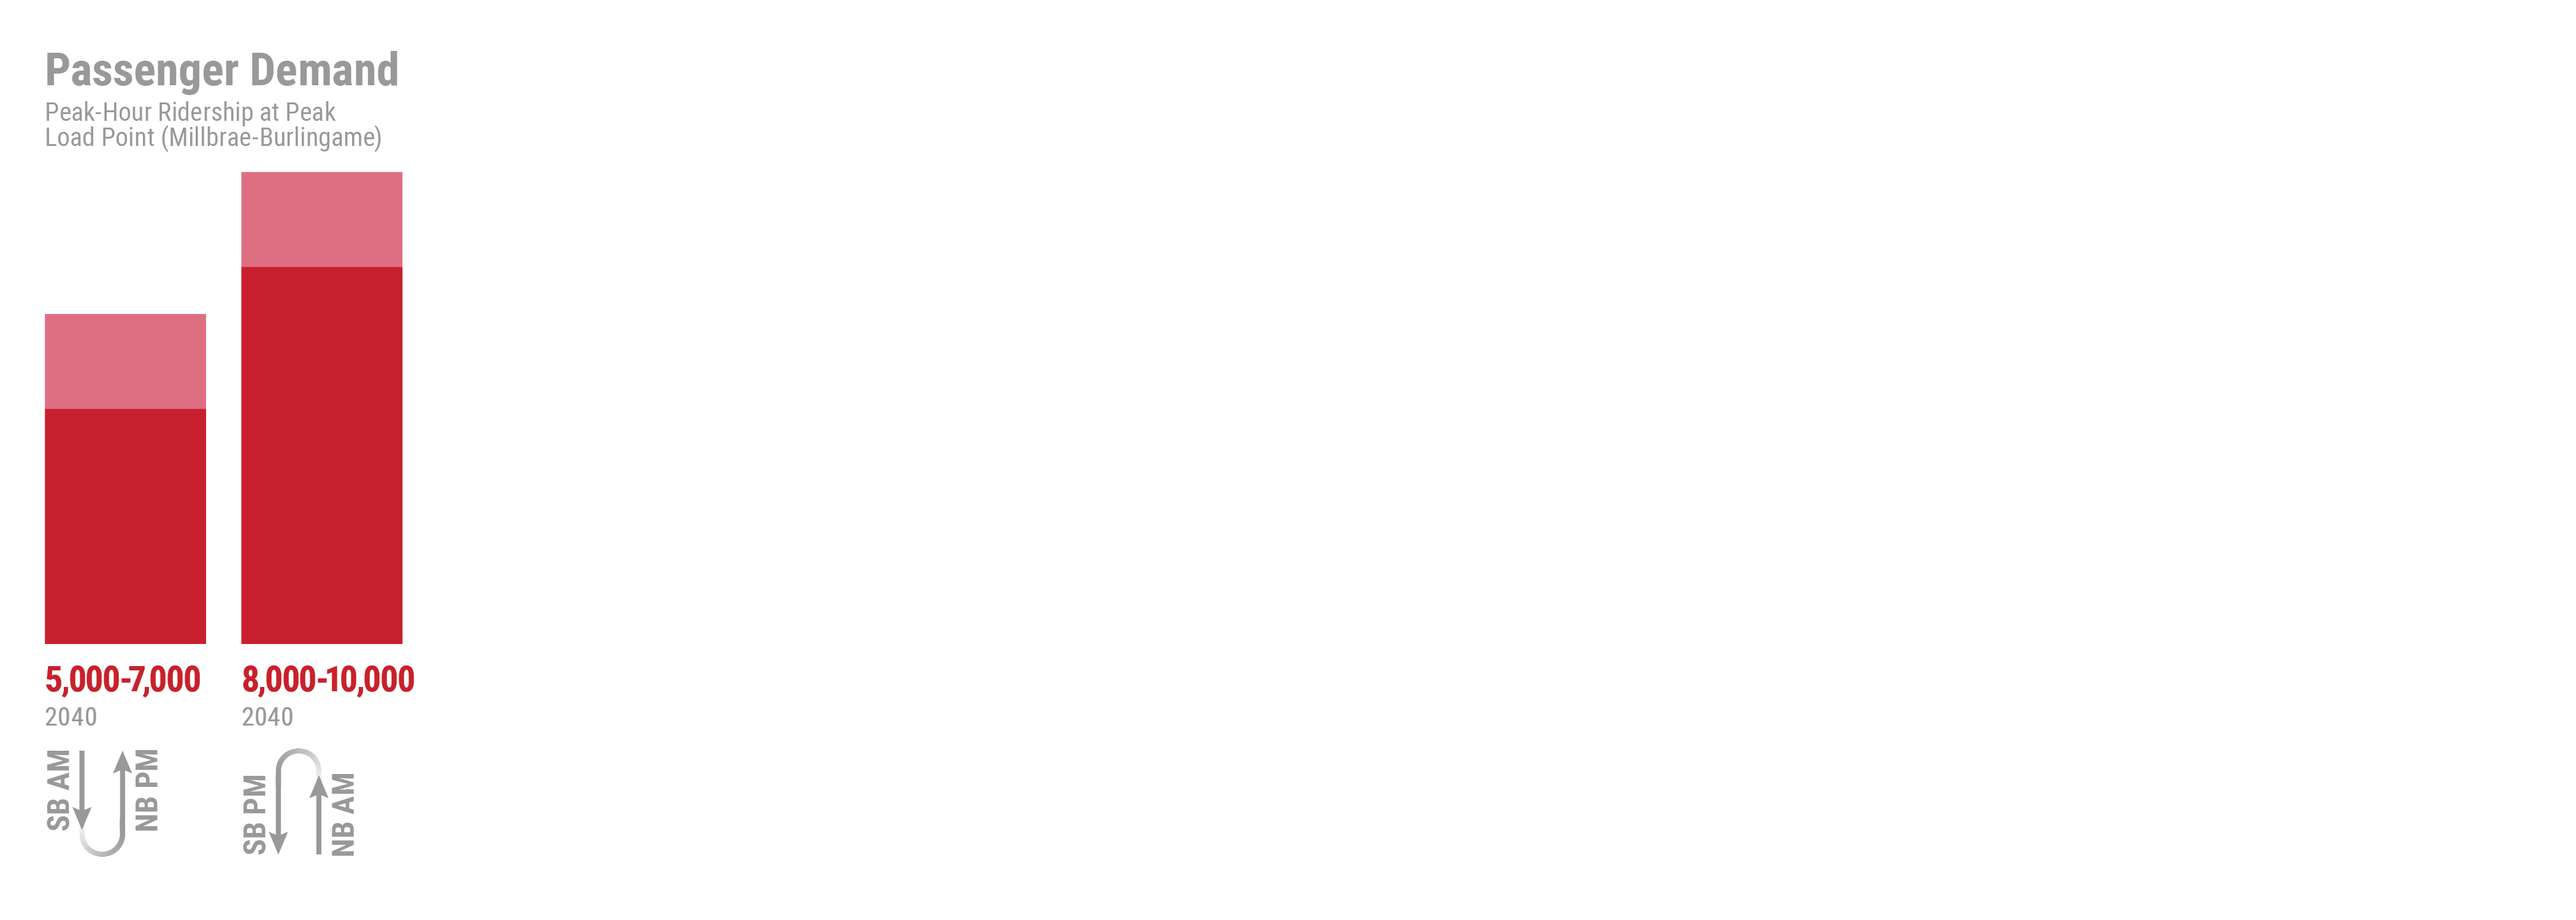 Passenger Demand
Peak-Hour Ridership at Peak
Load Point (Millbrae-Burlingame)
5,000-7,000
2040
SB AM
NB PM
8,000-10,000
2040
SB PM
NB AM